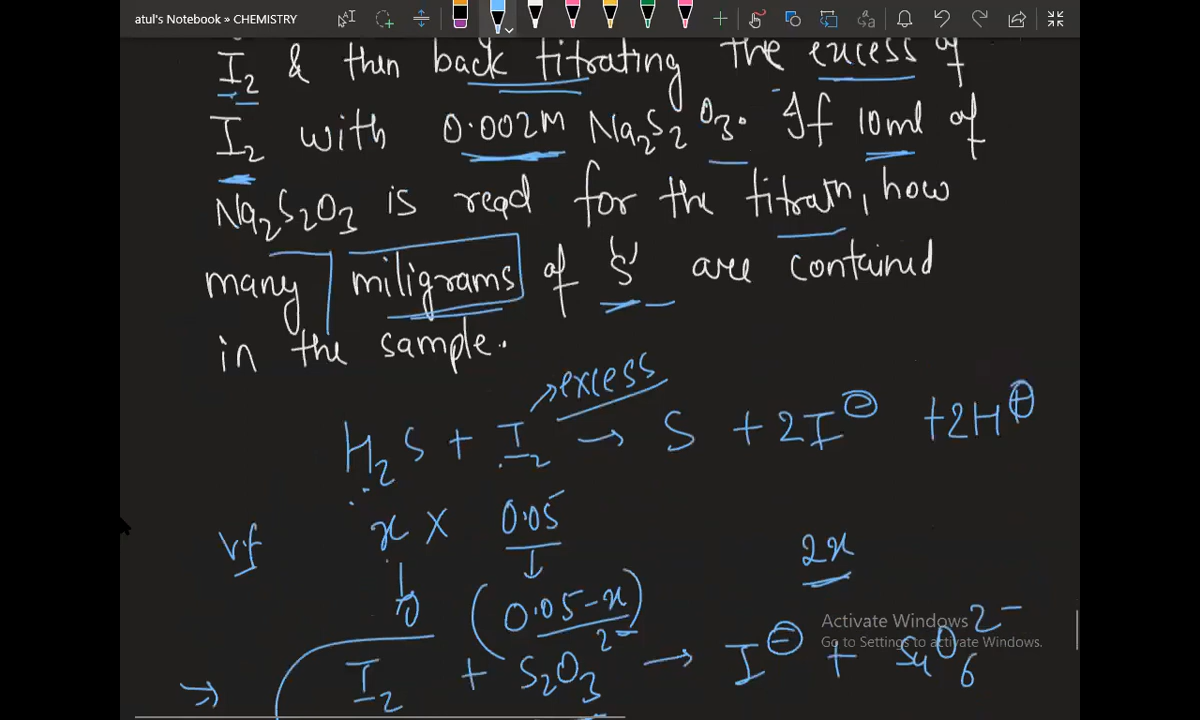 atul's Notebook » CHEMISTRY
I2 & then back titrating the excess of
I2 with 0.002M Na2S2O3. If 10ml of
Na2S2O3 is reqd for the titratn, how
many miligrams of 'S' are contained
in the sample.
→excess
H2S + I2 → S + 2I⊖ + 2H⊕
vf x X 0.05 2x
↓ ↓
0 (0.05-x)
→ I2 + S2O3 2- → I⊖ + S4O6 2-
Activate Windows
Go to Settings to activate Windows.